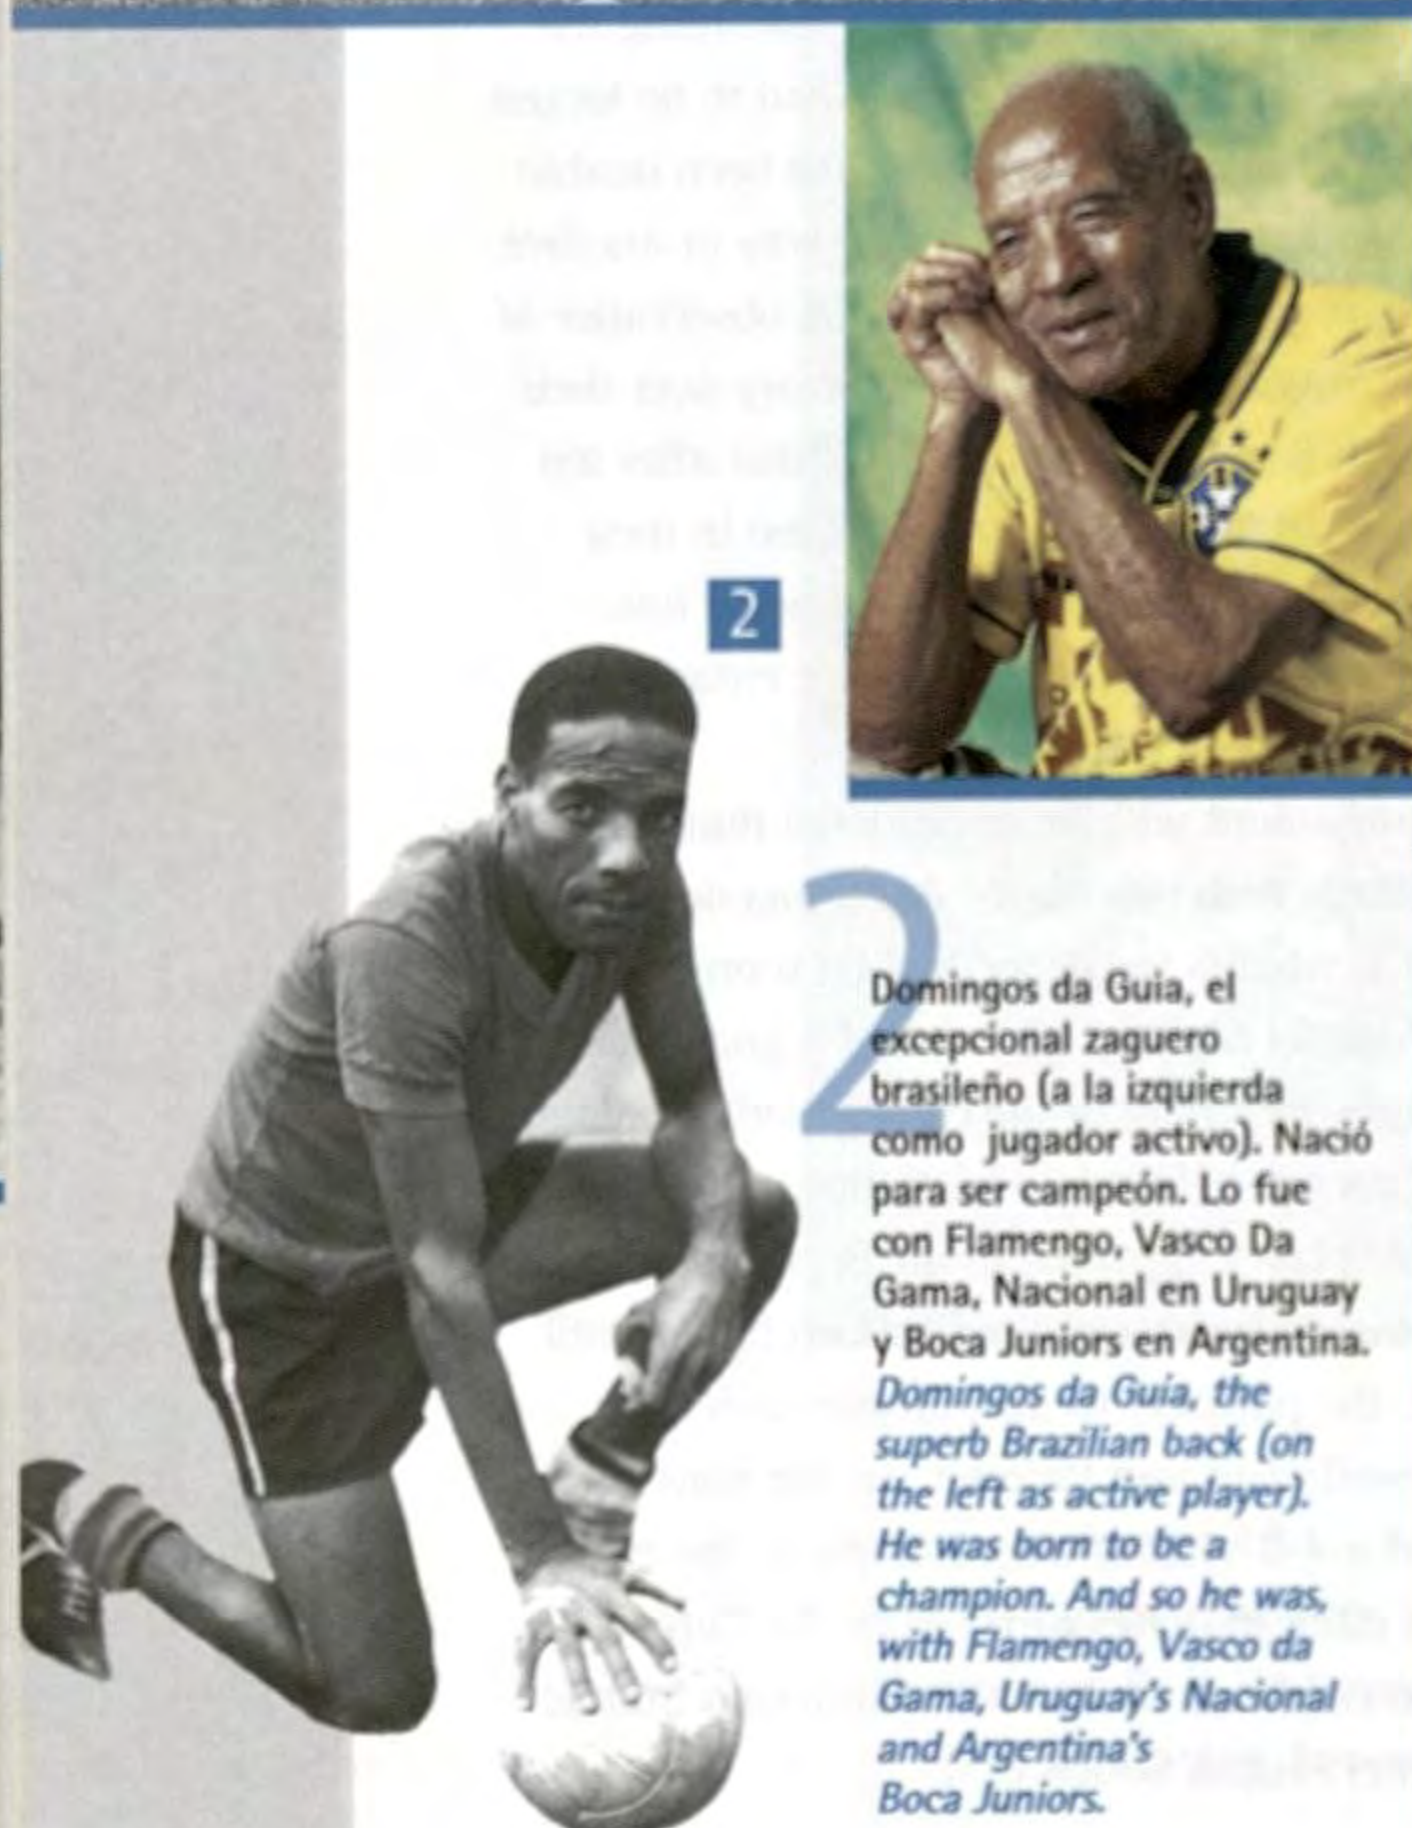 2
2
Domingos da Guia, el
excepcional zaguero
brasileño (a la izquierda
como jugador activo). Nació
para ser campeón. Lo fue
con Flamengo, Vasco Da
Gama, Nacional en Uruguay
y Boca Juniors en Argentina.
Domingos da Guia, the
superb Brazilian back (on
the left as active player).
He was born to be a
champion. And so he was,
with Flamengo, Vasco da
Gama, Uruguay's Nacional
and Argentina's
Boca Juniors.